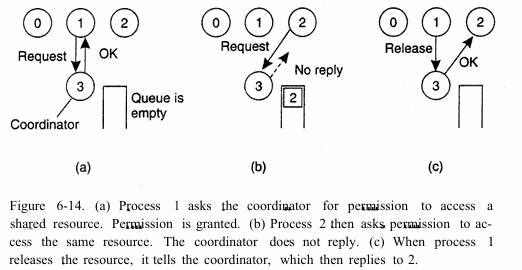 0 1 2
Request OK
3
Coordinator
Queue is
empty
(a)
0 1 2
Request
No reply
3
2
(b)
0 1 2
Release
OK
3
(c)
Figure 6-14. (a) Process 1 asks the coordinator for permission to access a
shared resource. Permission is granted. (b) Process 2 then asks permission to ac-
cess the same resource. The coordinator does not reply. (c) When process 1
releases the resource, it tells the coordinator, which then replies to 2.